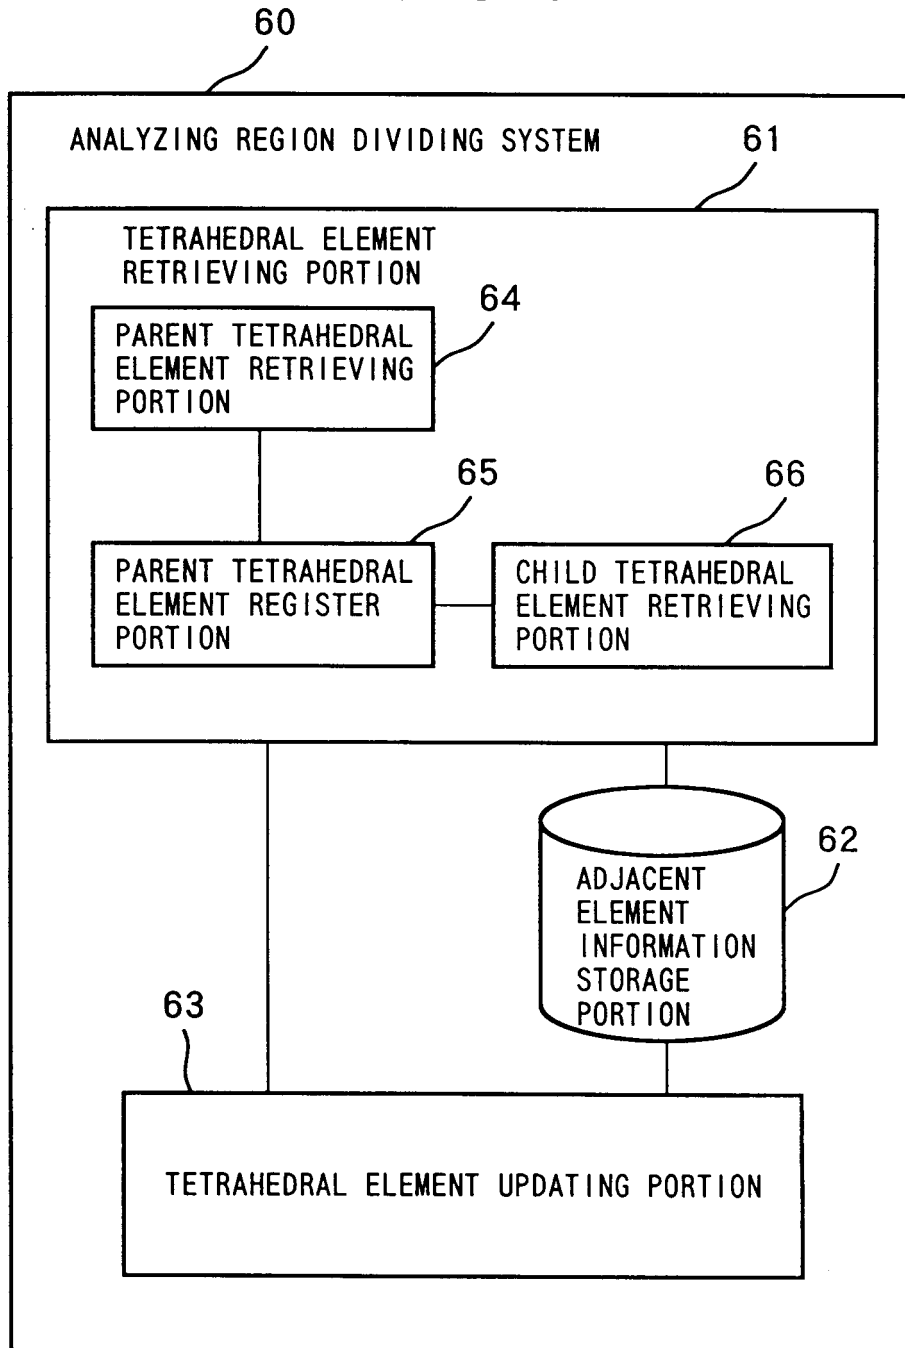 60
ANALYZING REGION DIVIDING SYSTEM
61
TETRAHEDRAL ELEMENT
RETRIEVING PORTION
64
PARENT TETRAHEDRAL
ELEMENT RETRIEVING
PORTION
65
66
PARENT TETRAHEDRAL
ELEMENT REGISTER
PORTION
CHILD TETRAHEDRAL
ELEMENT RETRIEVING
PORTION
62
ADJACENT
ELEMENT
INFORMATION
STORAGE
PORTION
63
TETRAHEDRAL ELEMENT UPDATING PORTION